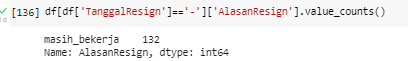 [136] df[df['TanggalResign']=='-']['AlasanResign'].value_counts()
masih_bekerja    132
Name: AlasanResign, dtype: int64